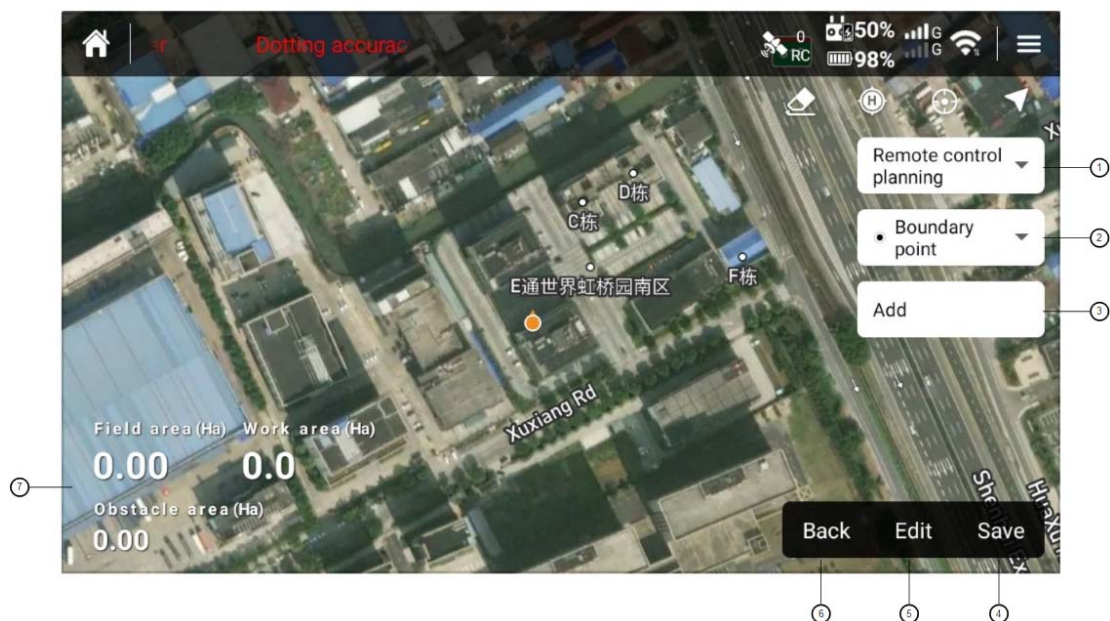 er Dotting accurac
0
RC
50%
98%
G
G
H
Remote control
planning
①
Boundary
point
②
Add
③
D栋
C栋
E通世界虹桥园南区
F栋
Xuxiang Rd
Field area (Ha) Work area (Ha)
0.00 0.0
Obstacle area (Ha)
0.00
⑦
Back Edit Save
⑥ ⑤ ④